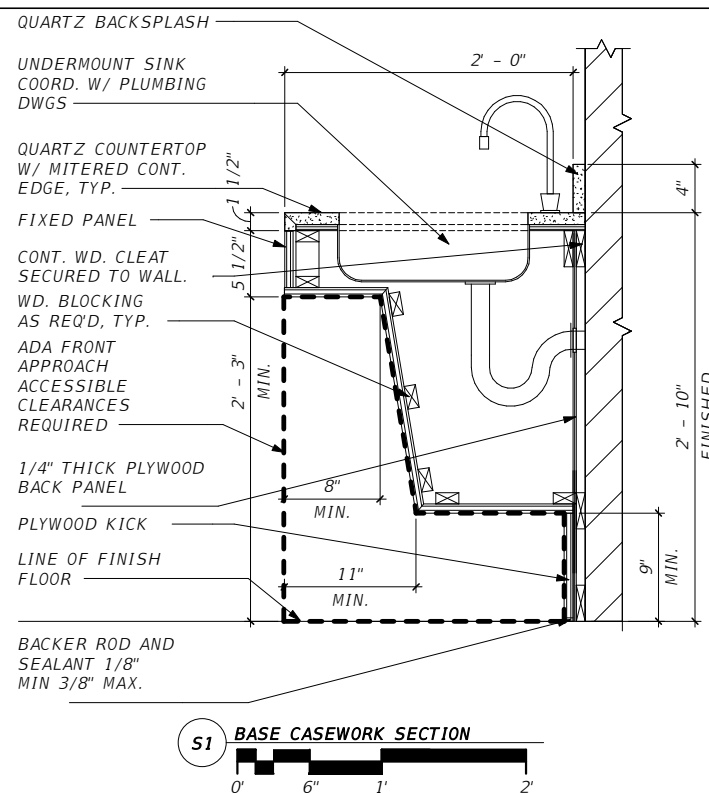 QUARTZ BACKSPLASH
UNDERMOUNT SINK
COORD. W/ PLUMBING
DWGS
QUARTZ COUNTERTOP
W/ MITERED CONT.
EDGE, TYP.
FIXED PANEL
CONT. WD. CLEAT
SECURED TO WALL.
WD. BLOCKING
AS REQ'D, TYP.
ADA FRONT
APPROACH
ACCESSIBLE
CLEARANCES
REQUIRED
1/4" THICK PLYWOOD
BACK PANEL
PLYWOOD KICK
LINE OF FINISH
FLOOR
BACKER ROD AND
SEALANT 1/8"
MIN 3/8" MAX.
2' - 0"
1 1/2"
5 1/2"
2' - 3"
MIN.
8"
MIN.
11"
MIN.
4"
2' - 10"
FINISHED
9"
MIN.
S1 BASE CASEWORK SECTION
0' 6" 1' 2'